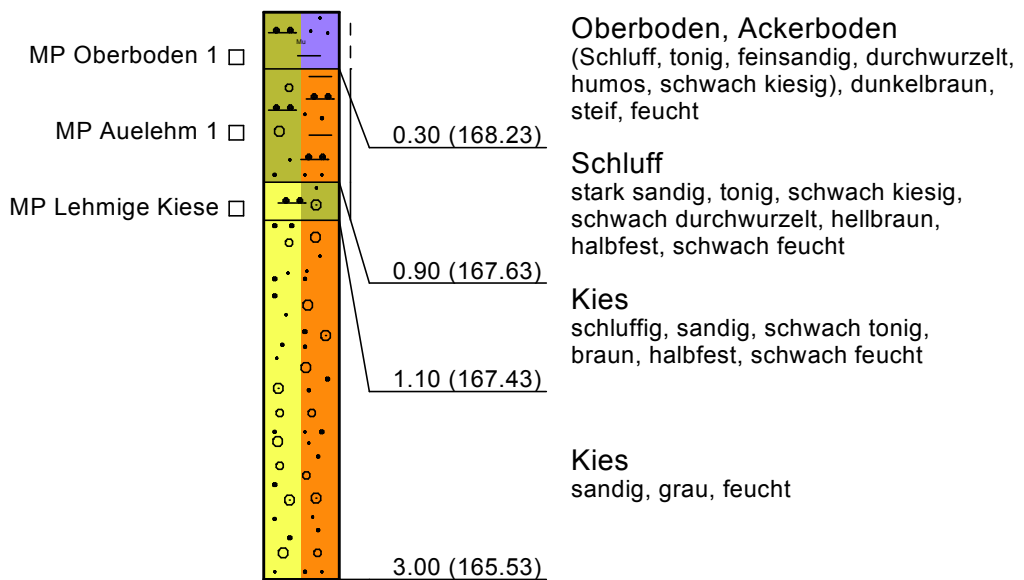 MP Oberboden 1
MP Auelehm 1
MP Lehmige Kiese
Mu
0.30 (168.23)
0.90 (167.63)
1.10 (167.43)
3.00 (165.53)
Oberboden, Ackerboden
(Schluff, tonig, feinsandig, durchwurzelt,
humos, schwach kiesig), dunkelbraun,
steif, feucht
Schluff
stark sandig, tonig, schwach kiesig,
schwach durchwurzelt, hellbraun,
halbfest, schwach feucht
Kies
schluffig, sandig, schwach tonig,
braun, halbfest, schwach feucht
Kies
sandig, grau, feucht